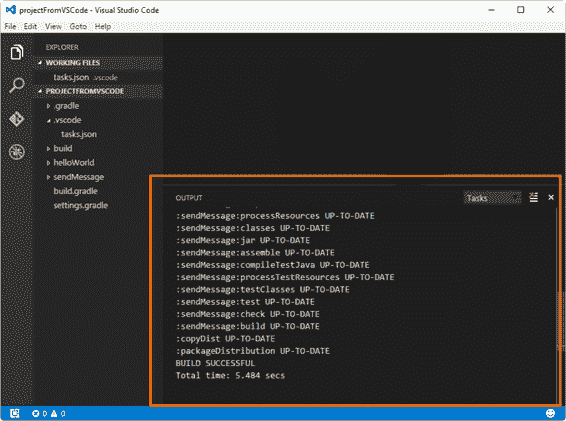 projectFromVSCode - Visual Studio Code
File Edit View Goto Help
EXPLORER
WORKING FILES
tasks.json .vscode
PROJECTFROMVSCODE
.gradle
.vscode
tasks.json
build
helloWorld
sendMessage
build.gradle
settings.gradle
OUTPUT
Tasks
:sendMessage:processResources UP-TO-DATE
:sendMessage:classes UP-TO-DATE
:sendMessage:jar UP-TO-DATE
:sendMessage:assemble UP-TO-DATE
:sendMessage:compileTestJava UP-TO-DATE
:sendMessage:processTestResources UP-TO-DATE
:sendMessage:testClasses UP-TO-DATE
:sendMessage:test UP-TO-DATE
:sendMessage:check UP-TO-DATE
:sendMessage:build UP-TO-DATE
:copyDist UP-TO-DATE
:packageDistribution UP-TO-DATE
BUILD SUCCESSFUL
Total time: 5.484 secs
0 0